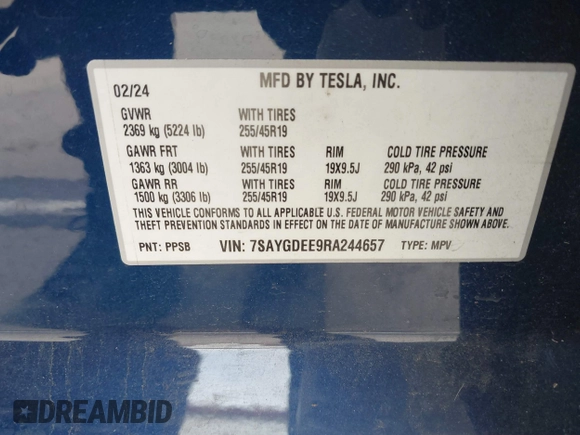 02/24 MFD BY TESLA, INC.
GVWR WITH TIRES
2369 kg (5224 lb) 255/45R19
GAWR FRT WITH TIRES RIM COLD TIRE PRESSURE
1363 kg (3004 lb) 255/45R19 19X9.5J 290 kPa, 42 psi
GAWR RR WITH TIRES RIM COLD TIRE PRESSURE
1500 kg (3306 lb) 255/45R19 19X9.5J 290 kPa, 42 psi
THIS VEHICLE CONFORMS TO ALL APPLICABLE U.S. FEDERAL MOTOR VEHICLE SAFETY AND
THEFT PREVENTION STANDARDS IN EFFECT ON THE DATE OF MANUFACTURE SHOWN ABOVE.
PNT: PPSB VIN: 7SAYGDEE9RA244657 TYPE: MPV
DREAMBID